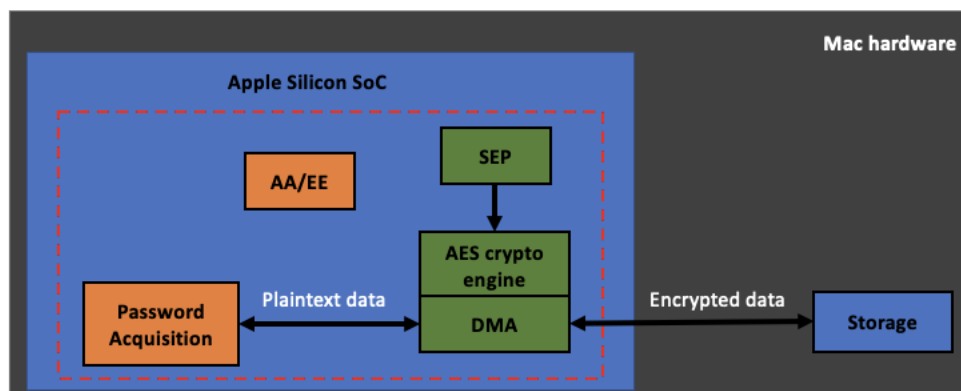 Mac hardware
Apple Silicon SoC
SEP
AA/EE
AES crypto
engine
Plaintext data
Encrypted data
Password
Acquisition
DMA
Storage